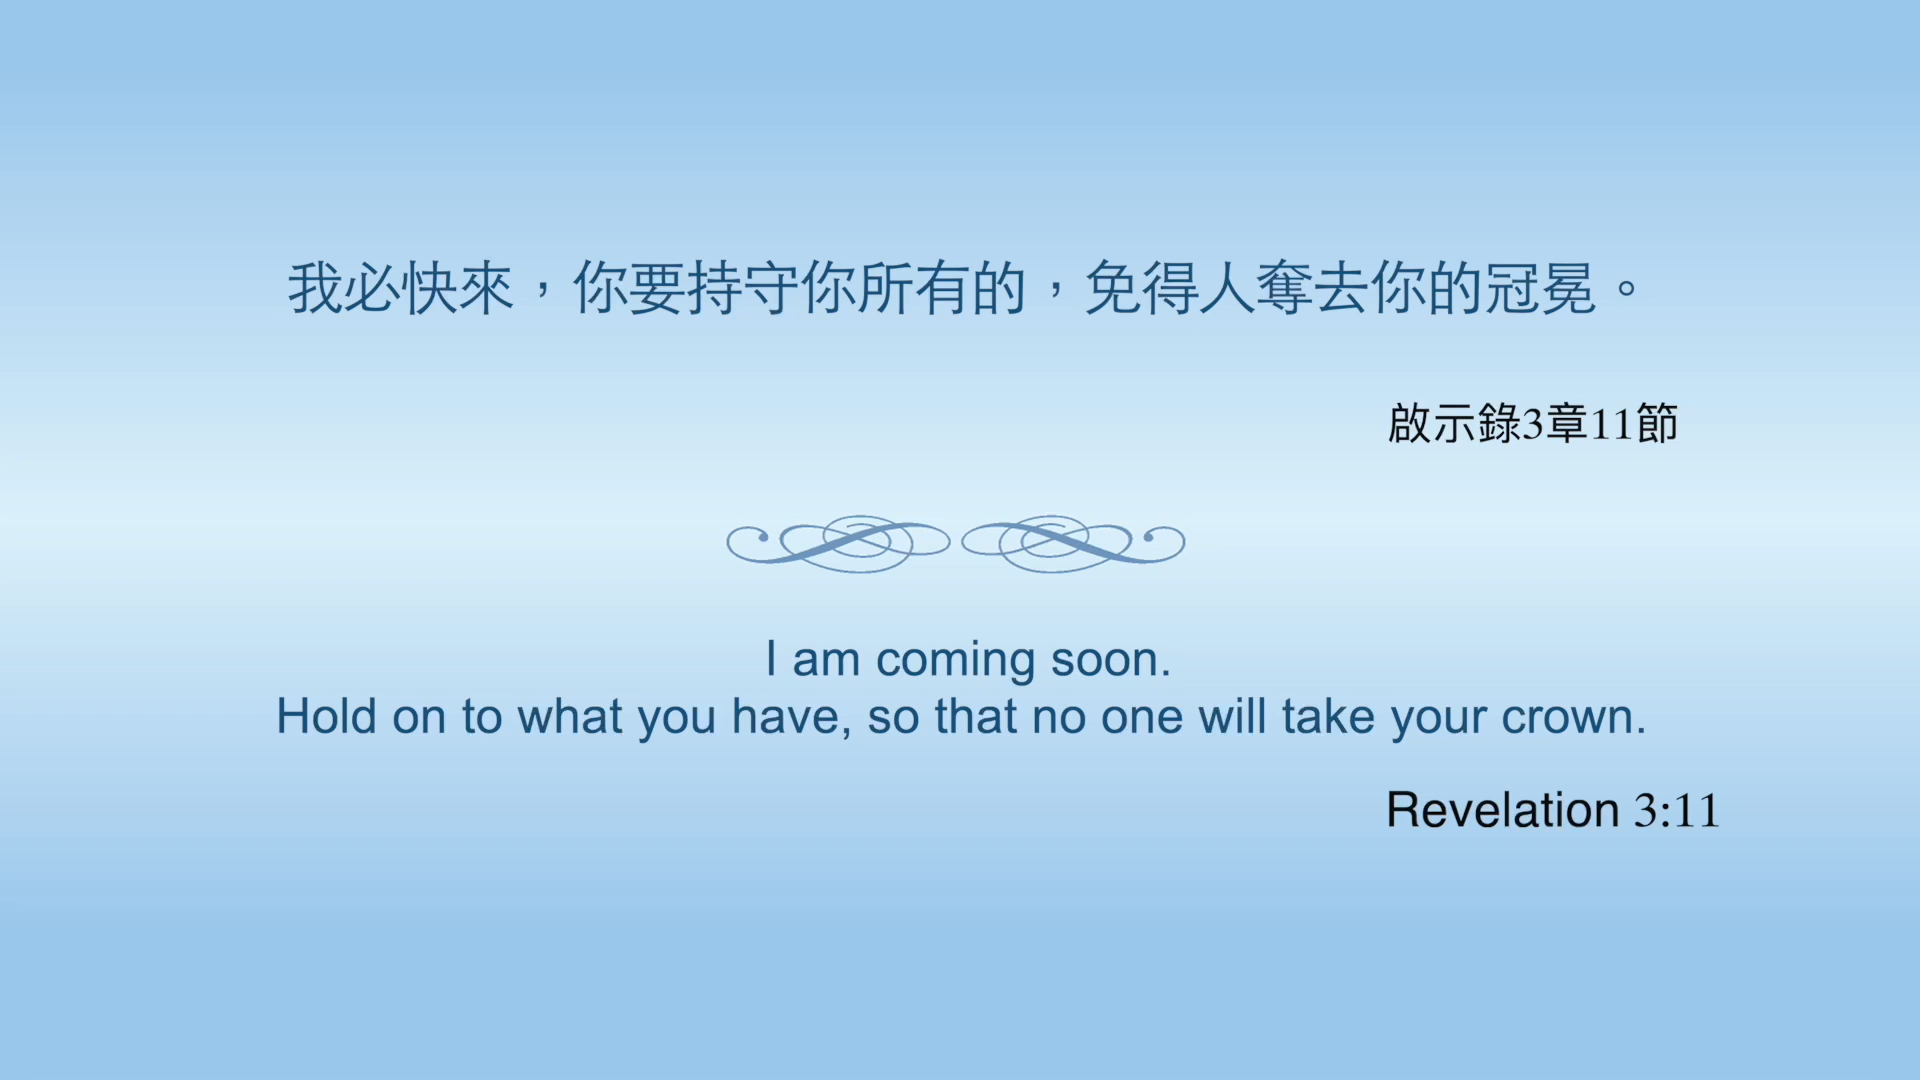 我必快來，你要持守你所有的，免得人奪去你的冠冕。
啟示錄3章11節
I am coming soon.
Hold on to what you have, so that no one will take your crown.
Revelation 3:11